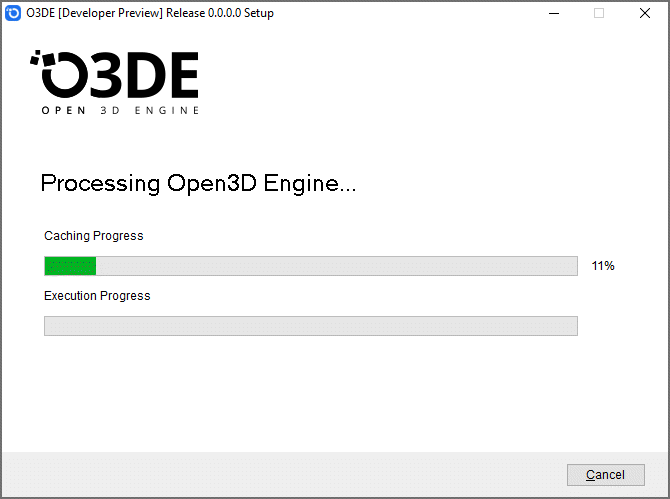 O3DE [Developer Preview] Release 0.0.0.0 Setup
O3DE
OPEN 3D ENGINE
Processing Open3D Engine...
Caching Progress
11%
Execution Progress
Cancel